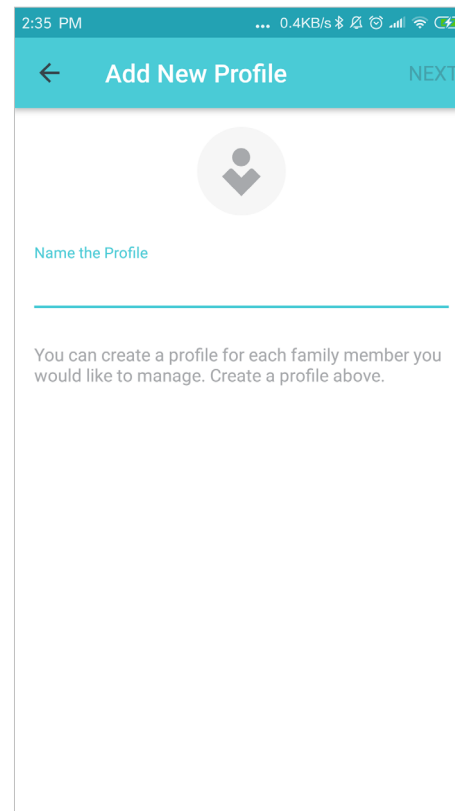 2:35 PM ... 0.4KB/s
Add New Profile NEXT
Name the Profile
You can create a profile for each family member you
would like to manage. Create a profile above.